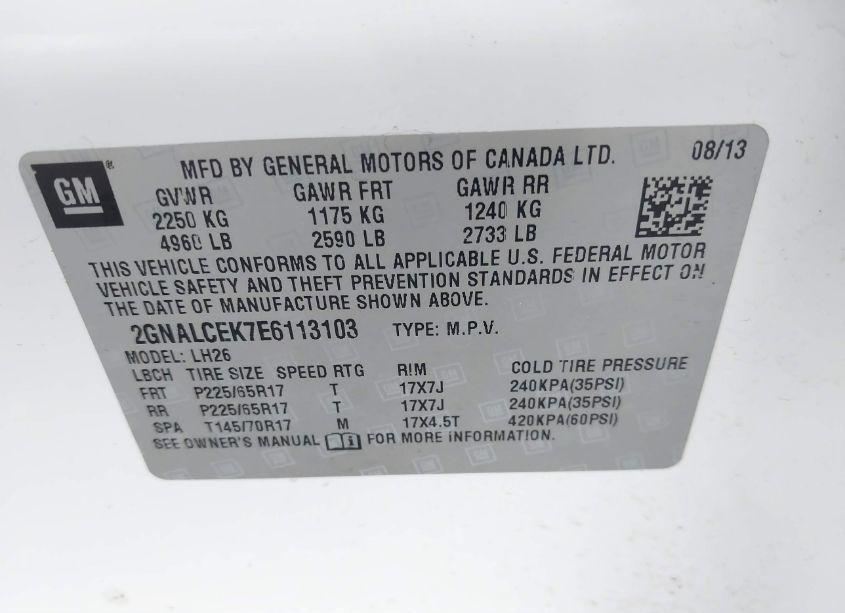 GM
MFD BY GENERAL MOTORS OF CANADA LTD. 08/13
GVWR GAWR FRT GAWR RR
2250 KG 1175 KG 1240 KG
4960 LB 2590 LB 2733 LB
THIS VEHICLE CONFORMS TO ALL APPLICABLE U.S. FEDERAL MOTOR
VEHICLE SAFETY AND THEFT PREVENTION STANDARDS IN EFFECT ON
THE DATE OF MANUFACTURE SHOWN ABOVE.
2GNALCEK7E6113103 TYPE: M.P.V.
MODEL: LH26
LBCH TIRE SIZE SPEED RTG RIM COLD TIRE PRESSURE
FRT P225/65R17 T 17X7J 240KPA(35PSI)
RR P225/65R17 T 17X7J 240KPA(35PSI)
SPA T145/70R17 M 17X4.5T 420KPA(60PSI)
SEE OWNER'S MANUAL FOR MORE INFORMATION.